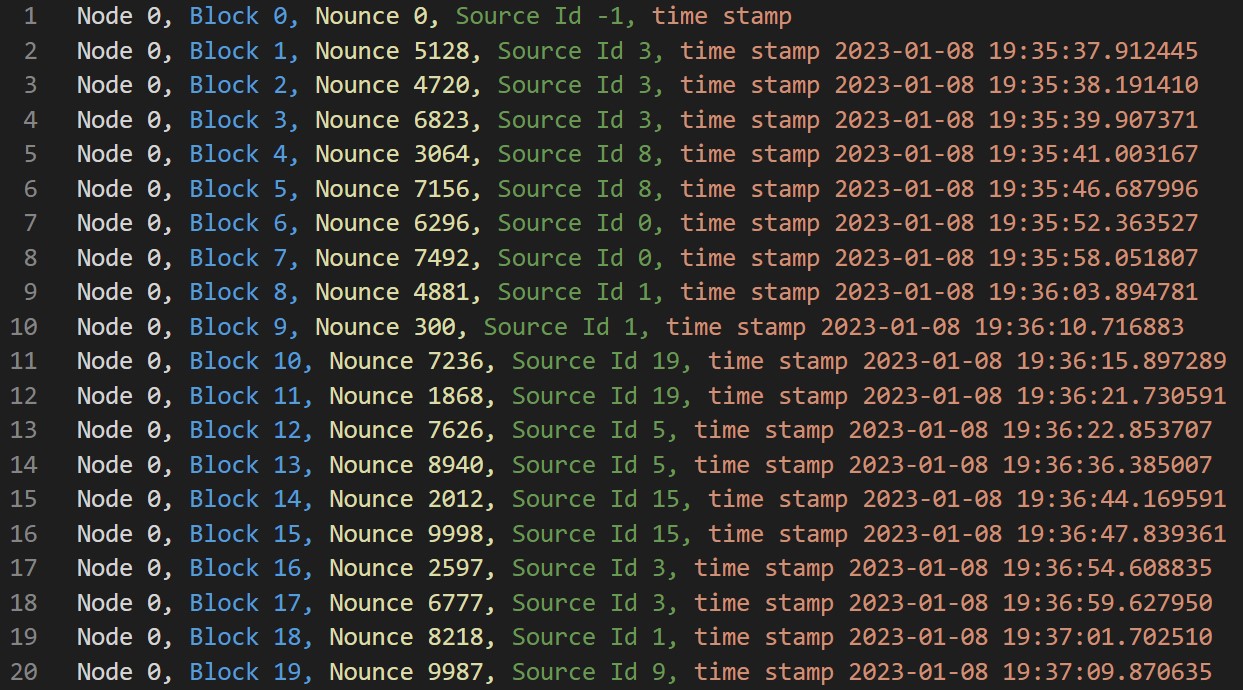 1 Node 0, Block 0, Nounce 0, Source Id -1, time stamp
2 Node 0, Block 1, Nounce 5128, Source Id 3, time stamp 2023-01-08 19:35:37.912445
3 Node 0, Block 2, Nounce 4720, Source Id 3, time stamp 2023-01-08 19:35:38.191410
4 Node 0, Block 3, Nounce 6823, Source Id 3, time stamp 2023-01-08 19:35:39.907371
5 Node 0, Block 4, Nounce 3064, Source Id 8, time stamp 2023-01-08 19:35:41.003167
6 Node 0, Block 5, Nounce 7156, Source Id 8, time stamp 2023-01-08 19:35:46.687996
7 Node 0, Block 6, Nounce 6296, Source Id 0, time stamp 2023-01-08 19:35:52.363527
8 Node 0, Block 7, Nounce 7492, Source Id 0, time stamp 2023-01-08 19:35:58.051807
9 Node 0, Block 8, Nounce 4881, Source Id 1, time stamp 2023-01-08 19:36:03.894781
10 Node 0, Block 9, Nounce 300, Source Id 1, time stamp 2023-01-08 19:36:10.716883
11 Node 0, Block 10, Nounce 7236, Source Id 19, time stamp 2023-01-08 19:36:15.897289
12 Node 0, Block 11, Nounce 1868, Source Id 19, time stamp 2023-01-08 19:36:21.730591
13 Node 0, Block 12, Nounce 7626, Source Id 5, time stamp 2023-01-08 19:36:22.853707
14 Node 0, Block 13, Nounce 8940, Source Id 5, time stamp 2023-01-08 19:36:36.385007
15 Node 0, Block 14, Nounce 2012, Source Id 15, time stamp 2023-01-08 19:36:44.169591
16 Node 0, Block 15, Nounce 9998, Source Id 15, time stamp 2023-01-08 19:36:47.839361
17 Node 0, Block 16, Nounce 2597, Source Id 3, time stamp 2023-01-08 19:36:54.608835
18 Node 0, Block 17, Nounce 6777, Source Id 3, time stamp 2023-01-08 19:36:59.627950
19 Node 0, Block 18, Nounce 8218, Source Id 1, time stamp 2023-01-08 19:37:01.702510
20 Node 0, Block 19, Nounce 9987, Source Id 9, time stamp 2023-01-08 19:37:09.870635